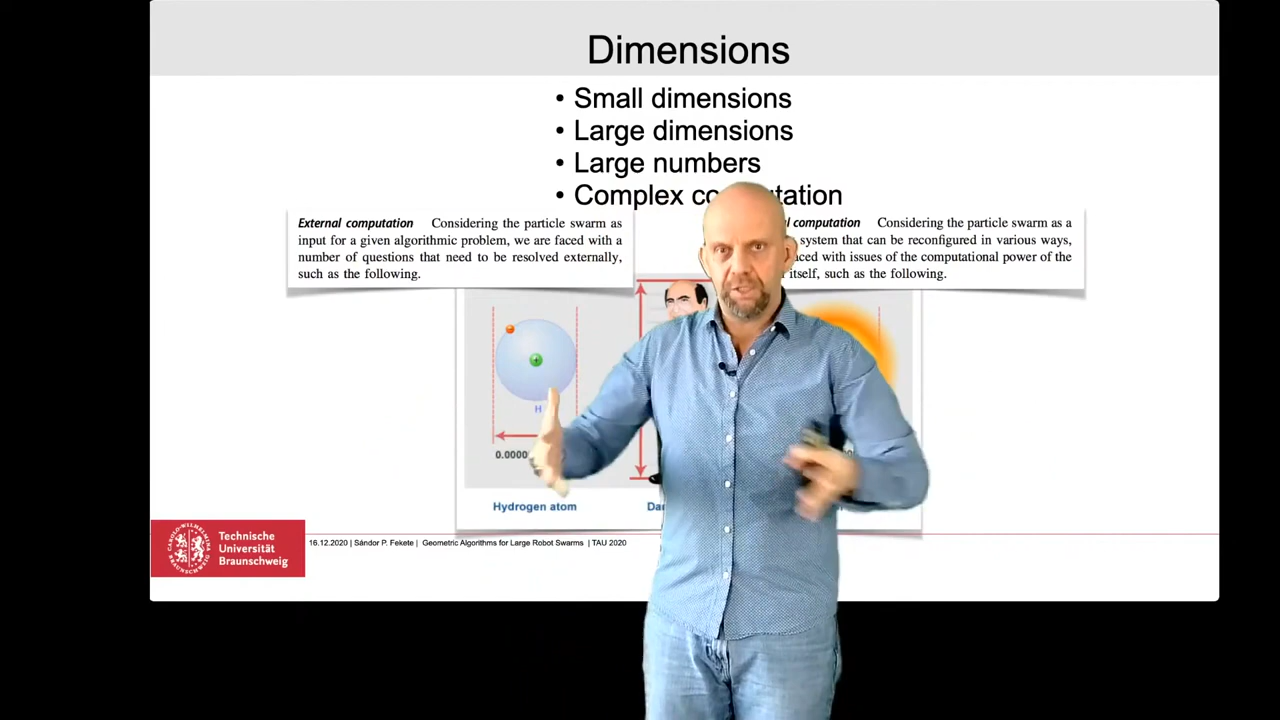 Dimensions
• Small dimensions
• Large dimensions
• Large numbers
• Complex
External computation Considering the particle swarm as
input for a given algorithmic problem, we are faced with a
number of questions that need to be resolved externally,
such as the following.
computation Considering the particle swarm as a
system that can be reconfigured in various ways,
with issues of the computational power of the
itself, such as the following.
H
0.0000
Hydrogen atom
Technische
Universität
Braunschweig
16.12.2020 | Sándor P. Fekete | Geometric Algorithms for Large Robot Swarms | TAU 2020